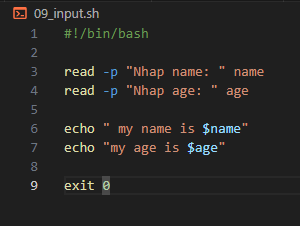 09_input.sh
1 #!/bin/bash
2
3 read -p "Nhap name: " name
4 read -p "Nhap age: " age
5
6 echo " my name is $name"
7 echo "my age is $age"
8
9 exit 0